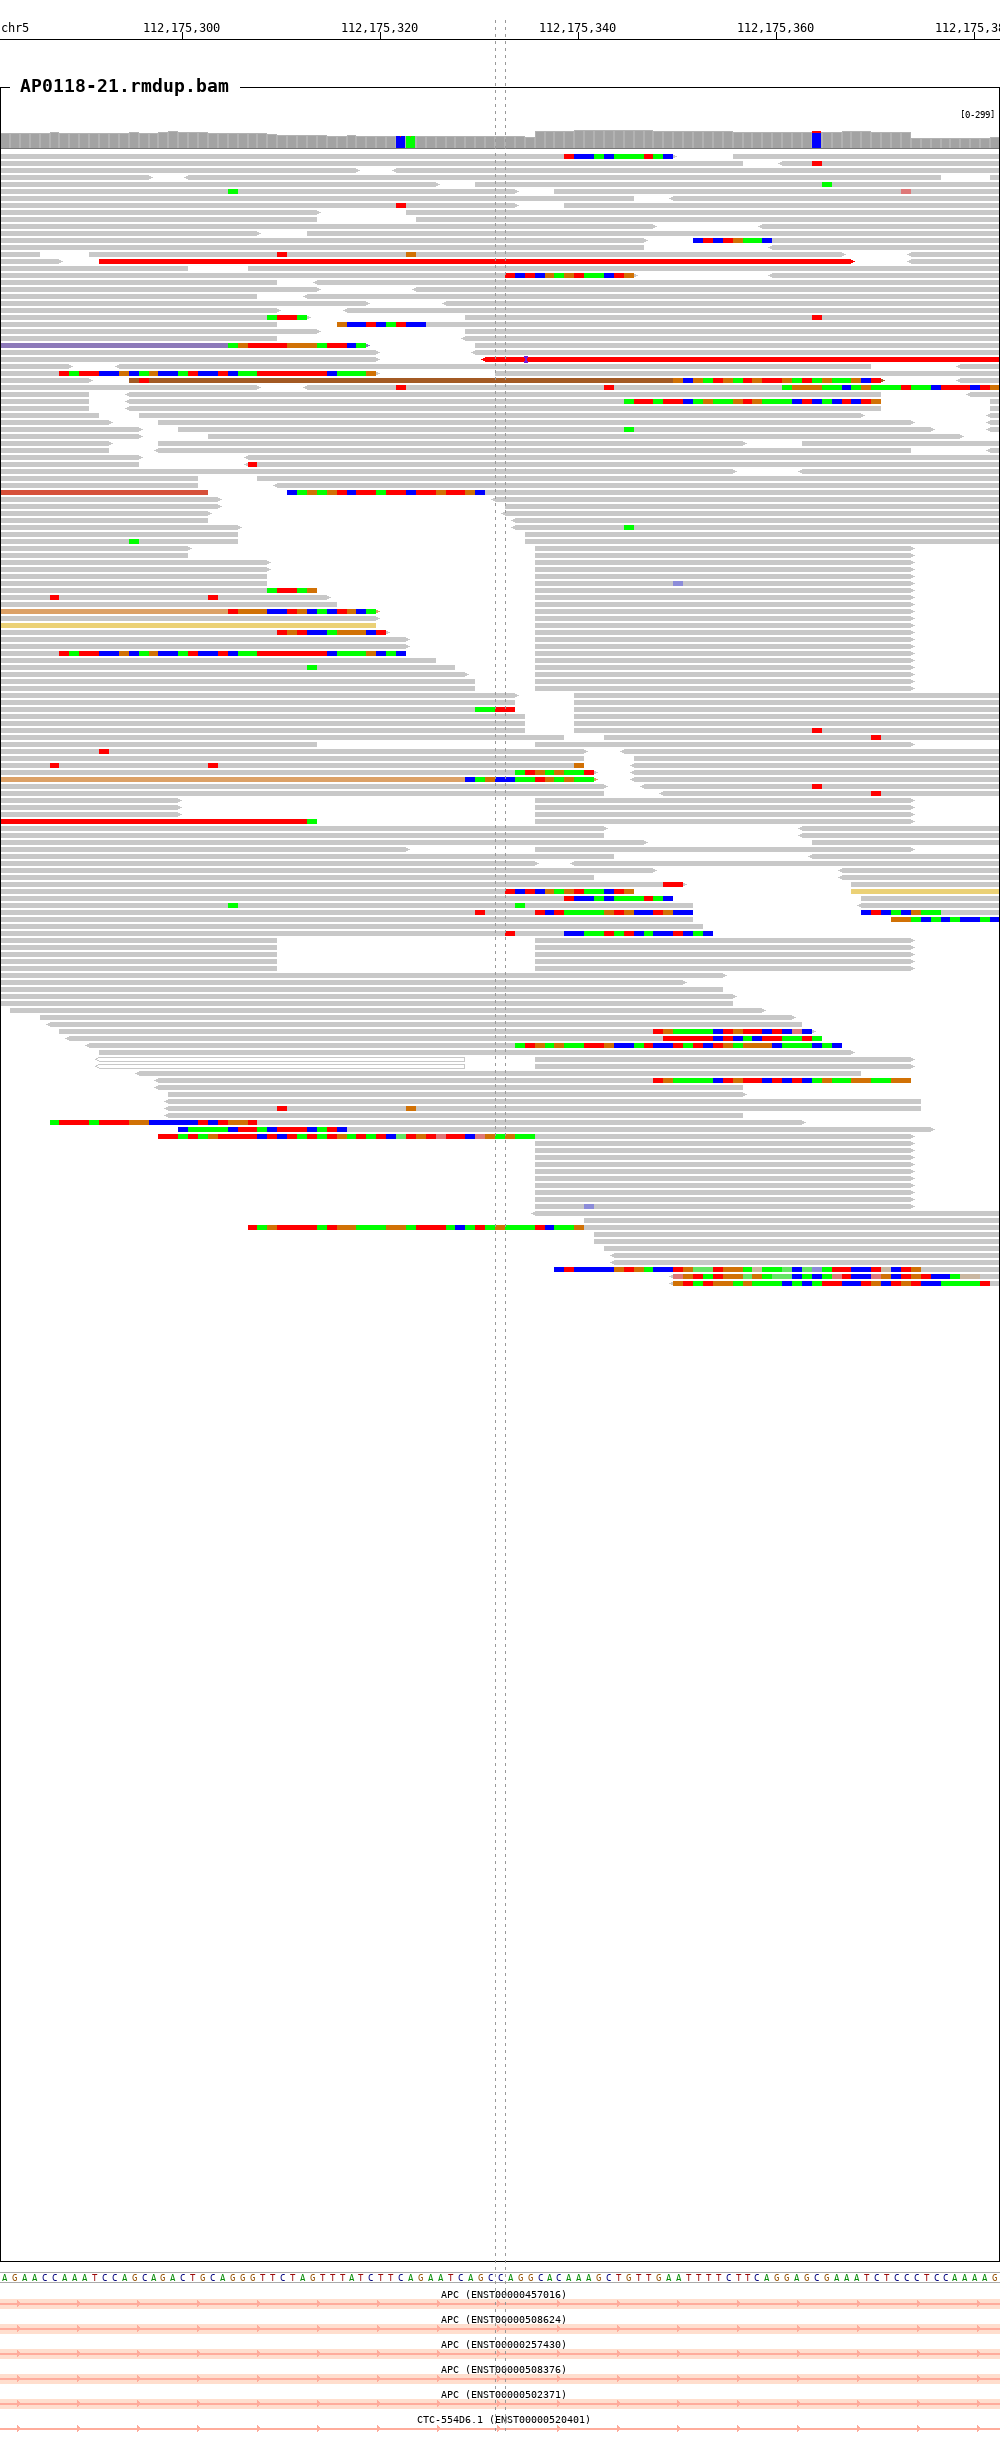 chr5 112,175,300 112,175,320 112,175,340 112,175,360 112,175,38
AP0118-21.rmdup.bam
[0-299]
AGAACCAAATCCAGCAGACTGCAGGGTTCTAGTTTATCTTCAGAATCAGCCAGGCACAAAGCTGTTGAATTTTCTTCAGGAGCGAAATCTCCCTCCAAAAG
APC (ENST00000457016)
APC (ENST00000508624)
APC (ENST00000257430)
APC (ENST00000508376)
APC (ENST00000502371)
CTC-554D6.1 (ENST00000520401)